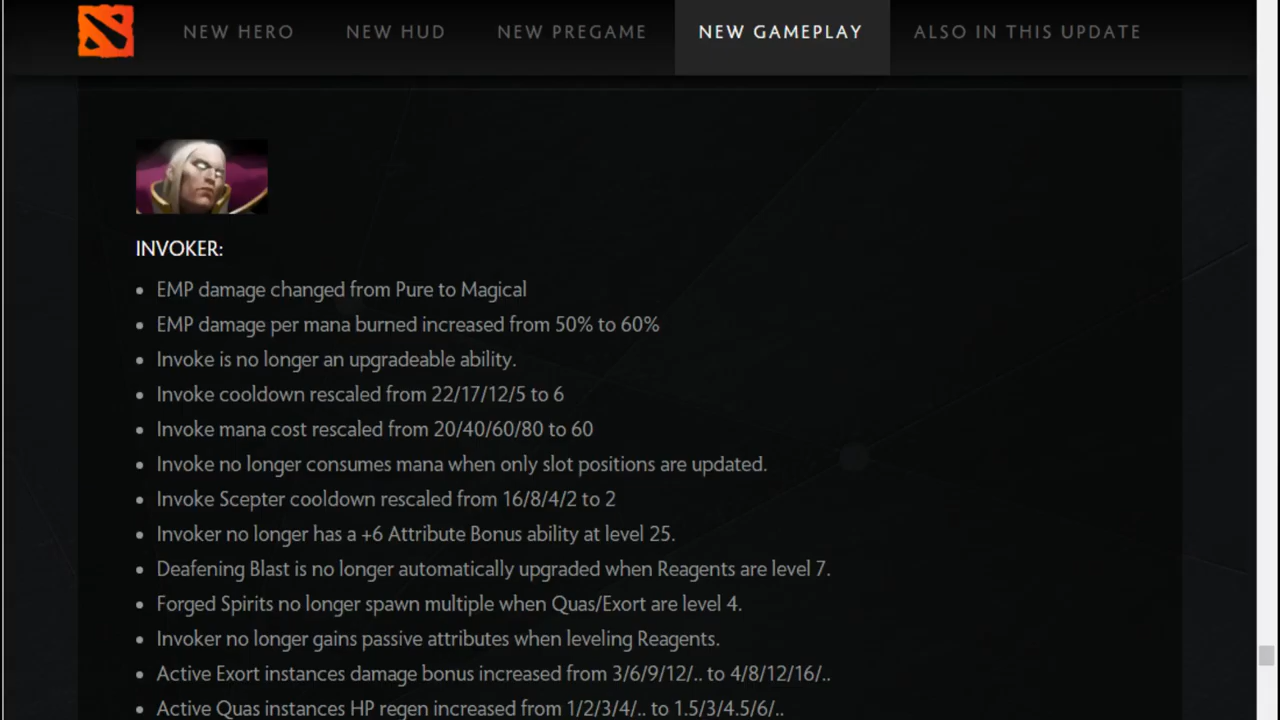 NEW HERO NEW HUD NEW PREGAME NEW GAMEPLAY ALSO IN THIS UPDATE
INVOKER:
EMP damage changed from Pure to Magical
EMP damage per mana burned increased from 50% to 60%
Invoke is no longer an upgradeable ability.
Invoke cooldown rescaled from 22/17/12/5 to 6
Invoke mana cost rescaled from 20/40/60/80 to 60
Invoke no longer consumes mana when only slot positions are updated.
Invoke Scepter cooldown rescaled from 16/8/4/2 to 2
Invoker no longer has a +6 Attribute Bonus ability at level 25.
Deafening Blast is no longer automatically upgraded when Reagents are level 7.
Forged Spirits no longer spawn multiple when Quas/Exort are level 4.
Invoker no longer gains passive attributes when leveling Reagents.
Active Exort instances damage bonus increased from 3/6/9/12/.. to 4/8/12/16/..
Active Quas instances HP regen increased from 1/2/3/4/.. to 1.5/3/4.5/6/..